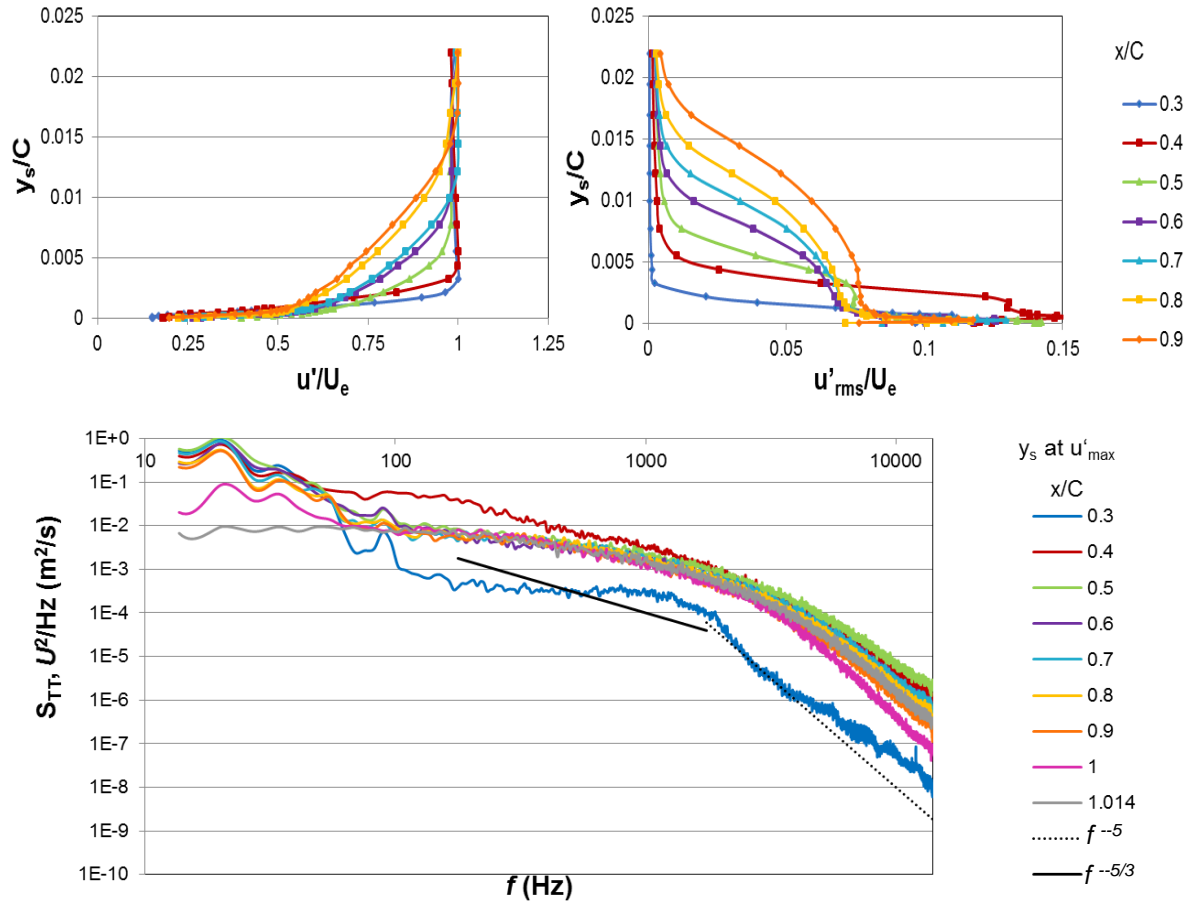 0.025
0.02
0.015
0.01
0.005
0
yₛ/C
0 0.25 0.5 0.75 1 1.25
u'/Uₑ
0.025
0.02
0.015
0.01
0.005
0
yₛ/C
0 0.05 0.1 0.15
u'rms/Uₑ
x/C
0.3
0.4
0.5
0.6
0.7
0.8
0.9
1E+0
1E-1
1E-2
1E-3
1E-4
1E-5
1E-6
1E-7
1E-8
1E-9
1E-10
S_TT, U²/Hz (m²/s)
10 100 1000 10000
f (Hz)
yₛ at u‘max
x/C
0.3
0.4
0.5
0.6
0.7
0.8
0.9
1
1.014
f --5
f --5/3